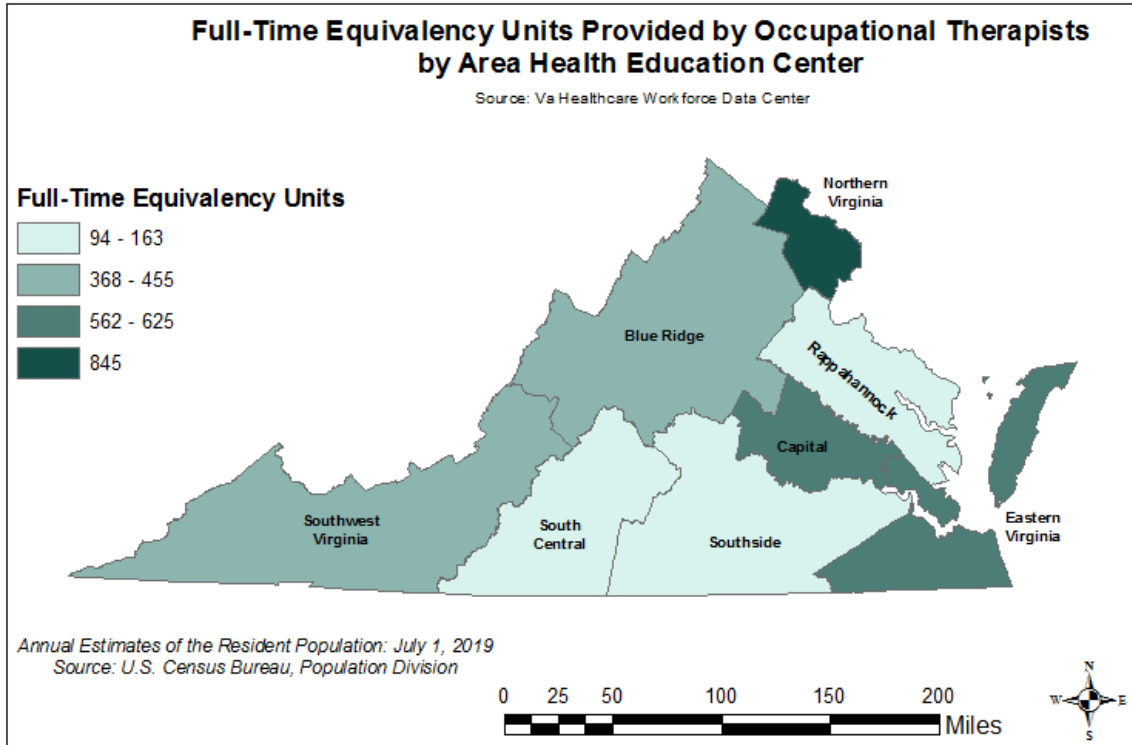 Full-Time Equivalency Units Provided by Occupational Therapists
by Area Health Education Center
Source: Va Healthcare Workforce Data Center
Full-Time Equivalency Units
94 - 163
368 - 455
562 - 625
845
Northern
Virginia
Blue Ridge
Rappahannock
Capital
Southwest
Virginia
South
Central
Southside
Eastern
Virginia
Annual Estimates of the Resident Population: July 1, 2019
Source: U.S. Census Bureau, Population Division
0 25 50 100 150 200
Miles
N
W E
S